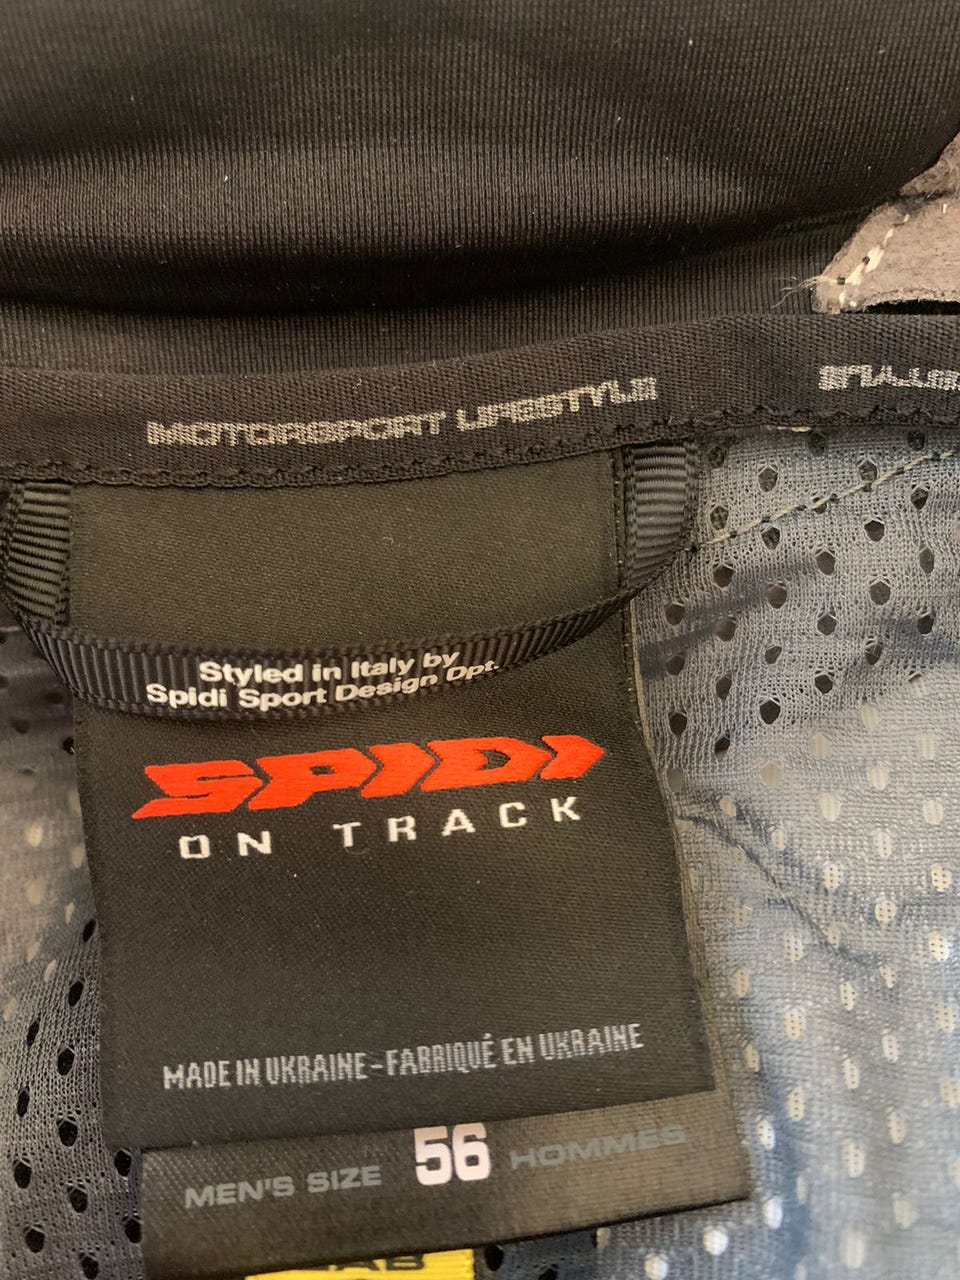 MOTORSPORT LIFESTYLE
Styled in Italy by
Spidi Sport Design Dpt.
SPIDI
ON TRACK
MADE IN UKRAINE-FABRIQUÉ EN UKRAINE
MEN'S SIZE 56 HOMMES